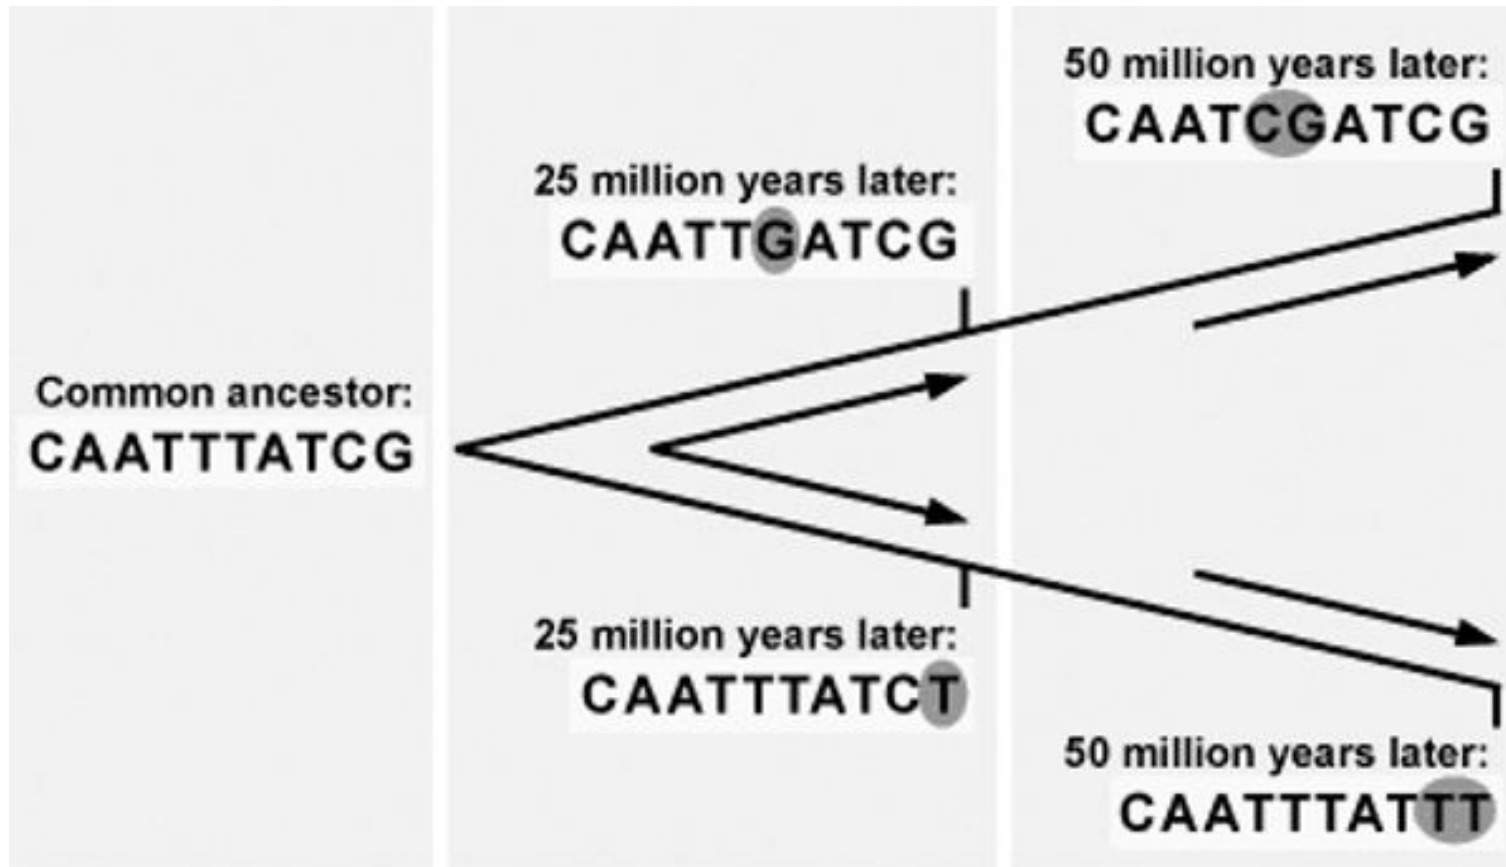 Common ancestor:
CAATTTATCG
25 million years later:
CAATTGATCG
25 million years later:
CAATTTATCT
50 million years later:
CAATCGATCG
50 million years later:
CAATTTATTT